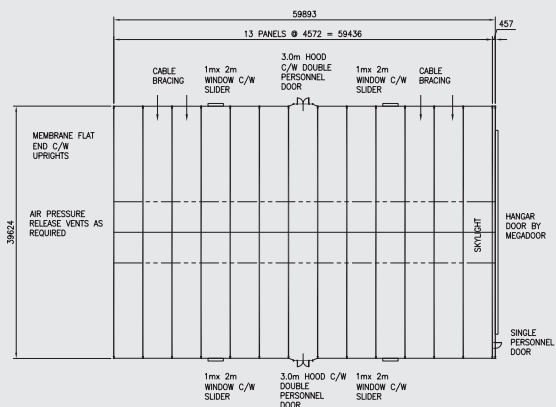 59893
457
13 PANELS @ 4572 = 59436
CABLE
BRACING
1mx 2m
WINDOW C/W
SLIDER
3.0m HOOD
C/W DOUBLE
PERSONNEL
DOOR
1mx 2m
WINDOW C/W
SLIDER
CABLE
BRACING
MEMBRANE FLAT
END C/W
UPRIGHTS
AIR PRESSURE
RELEASE VENTS AS
REQUIRED
39624
SKYLIGHT
HANGAR
DOOR BY
MEGADOOR
SINGLE
PERSONNEL
DOOR
1mx 2m
WINDOW C/W
SLIDER
3.0m HOOD C/W
DOUBLE
PERSONNEL
DOOR
1mx 2m
WINDOW C/W
SLIDER